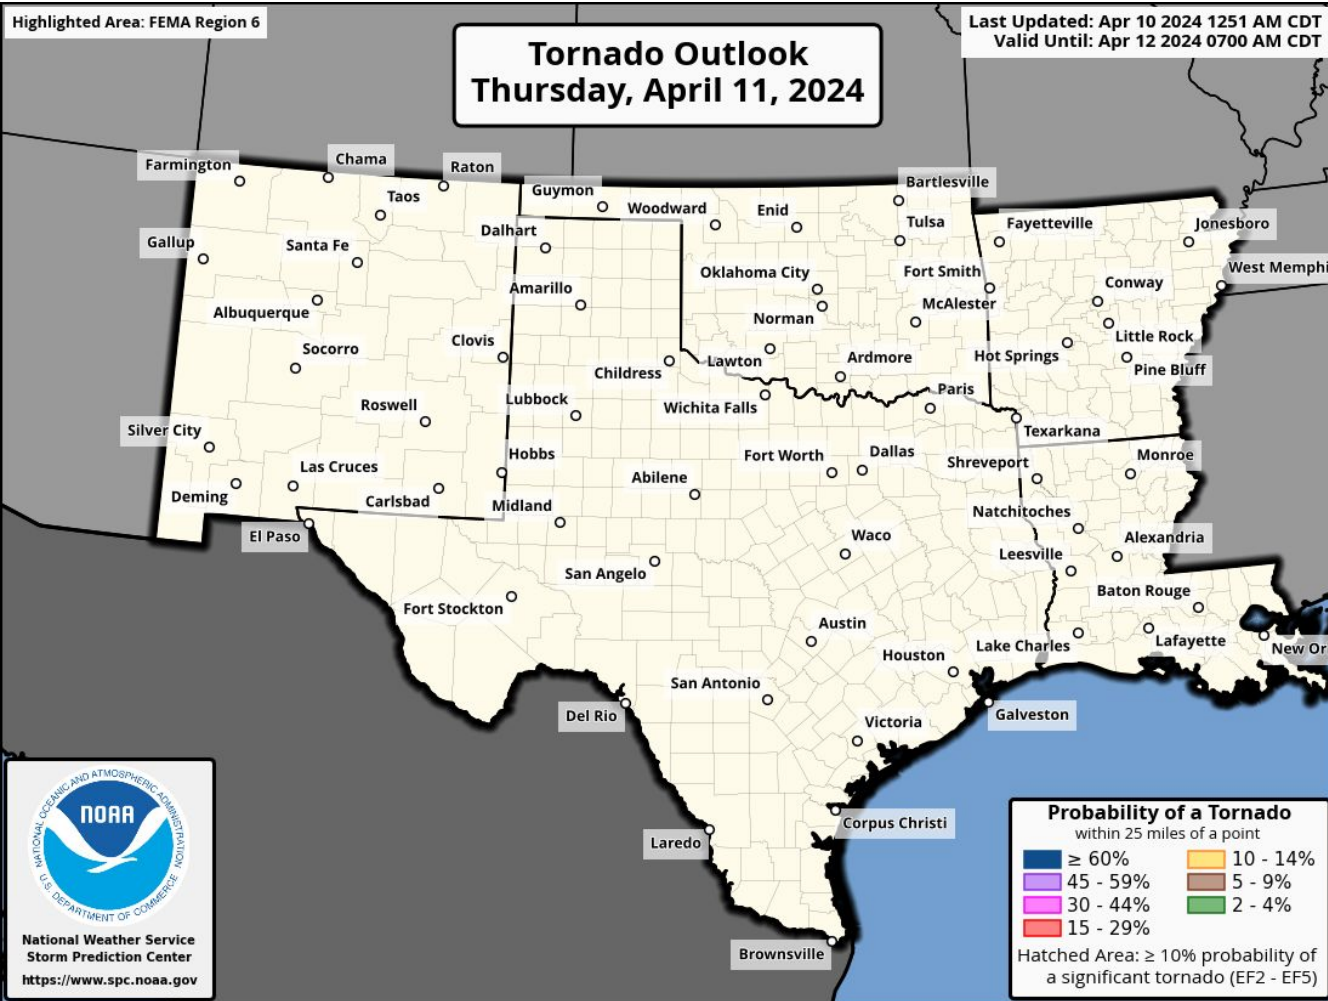 Highlighted Area: FEMA Region 6
Last Updated: Apr 10 2024 1251 AM CDT
Valid Until: Apr 12 2024 0700 AM CDT
Tornado Outlook
Thursday, April 11, 2024
Farmington
Chama
Raton
Taos
Guymon
Woodward
Enid
Bartlesville
Tulsa
Fayetteville
Jonesboro
Gallup
Santa Fe
Dalhart
Oklahoma City
Fort Smith
West Memphi
Albuquerque
Amarillo
Norman
McAlester
Conway
Little Rock
Socorro
Clovis
Childress
Lawton
Ardmore
Hot Springs
Pine Bluff
Roswell
Lubbock
Wichita Falls
Paris
Texarkana
Silver City
Las Cruces
Hobbs
Abilene
Fort Worth
Dallas
Shreveport
Monroe
Deming
Carlsbad
Midland
Natchitoches
El Paso
San Angelo
Waco
Leesville
Alexandria
Fort Stockton
Austin
Baton Rouge
Lake Charles
Lafayette
New Or
Houston
San Antonio
Del Rio
Victoria
Galveston
Laredo
Corpus Christi
Brownsville
NATIONAL OCEANIC AND ATMOSPHERIC ADMINISTRATION
NOAA
U.S. DEPARTMENT OF COMMERCE
National Weather Service
Storm Prediction Center
https://www.spc.noaa.gov
Probability of a Tornado
within 25 miles of a point
≥ 60%
10 - 14%
45 - 59%
5 - 9%
30 - 44%
2 - 4%
15 - 29%
Hatched Area: ≥ 10% probability of
a significant tornado (EF2 - EF5)